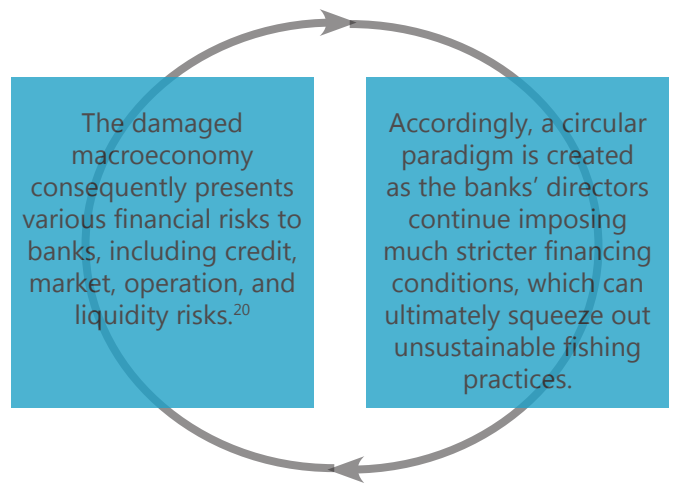 The damaged
macroeconomy
consequently presents
various financial risks to
banks, including credit,
market, operation, and
liquidity risks.20
Accordingly, a circular
paradigm is created
as the banks’ directors
continue imposing
much stricter financing
conditions, which can
ultimately squeeze out
unsustainable fishing
practices.